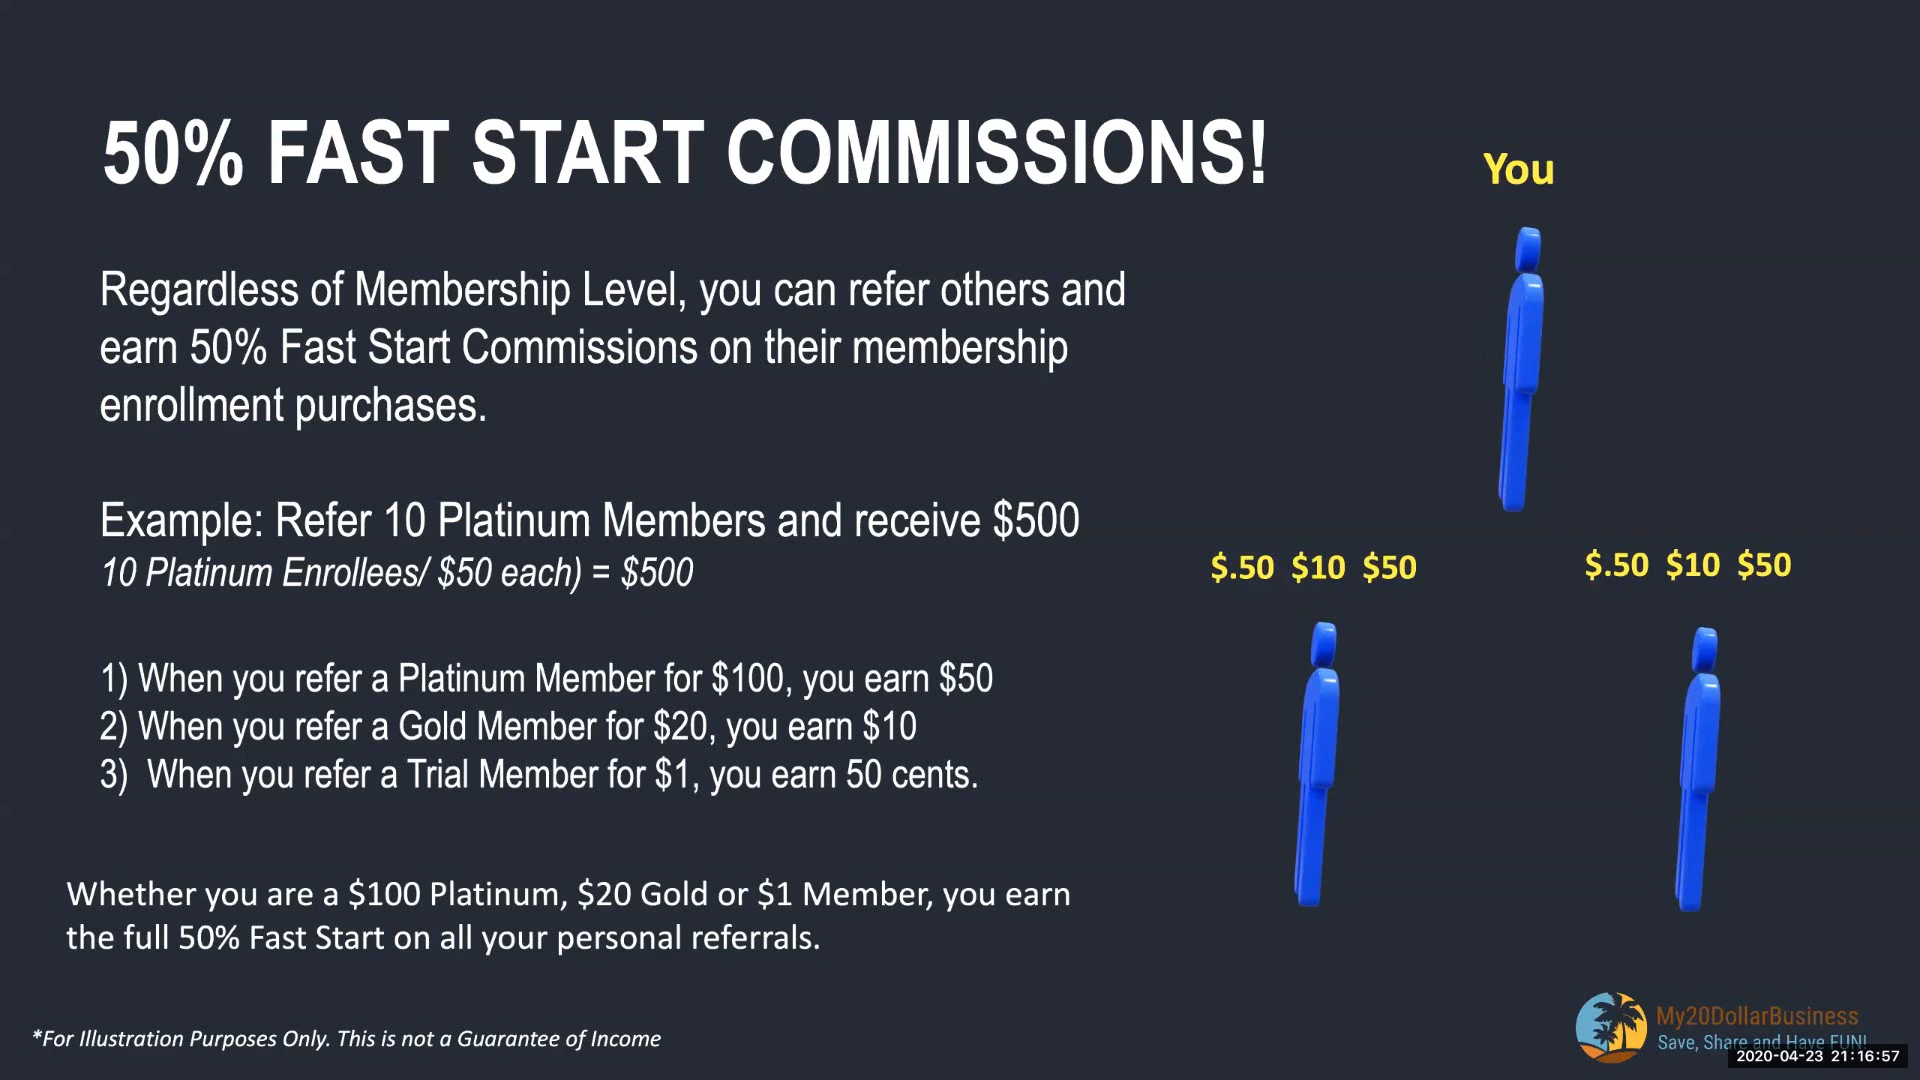 50% FAST START COMMISSIONS!
You
Regardless of Membership Level, you can refer others and
earn 50% Fast Start Commissions on their membership
enrollment purchases.
Example: Refer 10 Platinum Members and receive $500
10 Platinum Enrollees/ $50 each) = $500
$.50 $10 $50
$.50 $10 $50
1) When you refer a Platinum Member for $100, you earn $50
2) When you refer a Gold Member for $20, you earn $10
3) When you refer a Trial Member for $1, you earn 50 cents.
Whether you are a $100 Platinum, $20 Gold or $1 Member, you earn
the full 50% Fast Start on all your personal referrals.
*For Illustration Purposes Only. This is not a Guarantee of Income
My20DollarBusiness
Save, Share and Have FUN!
2020-04-23 21:16:57